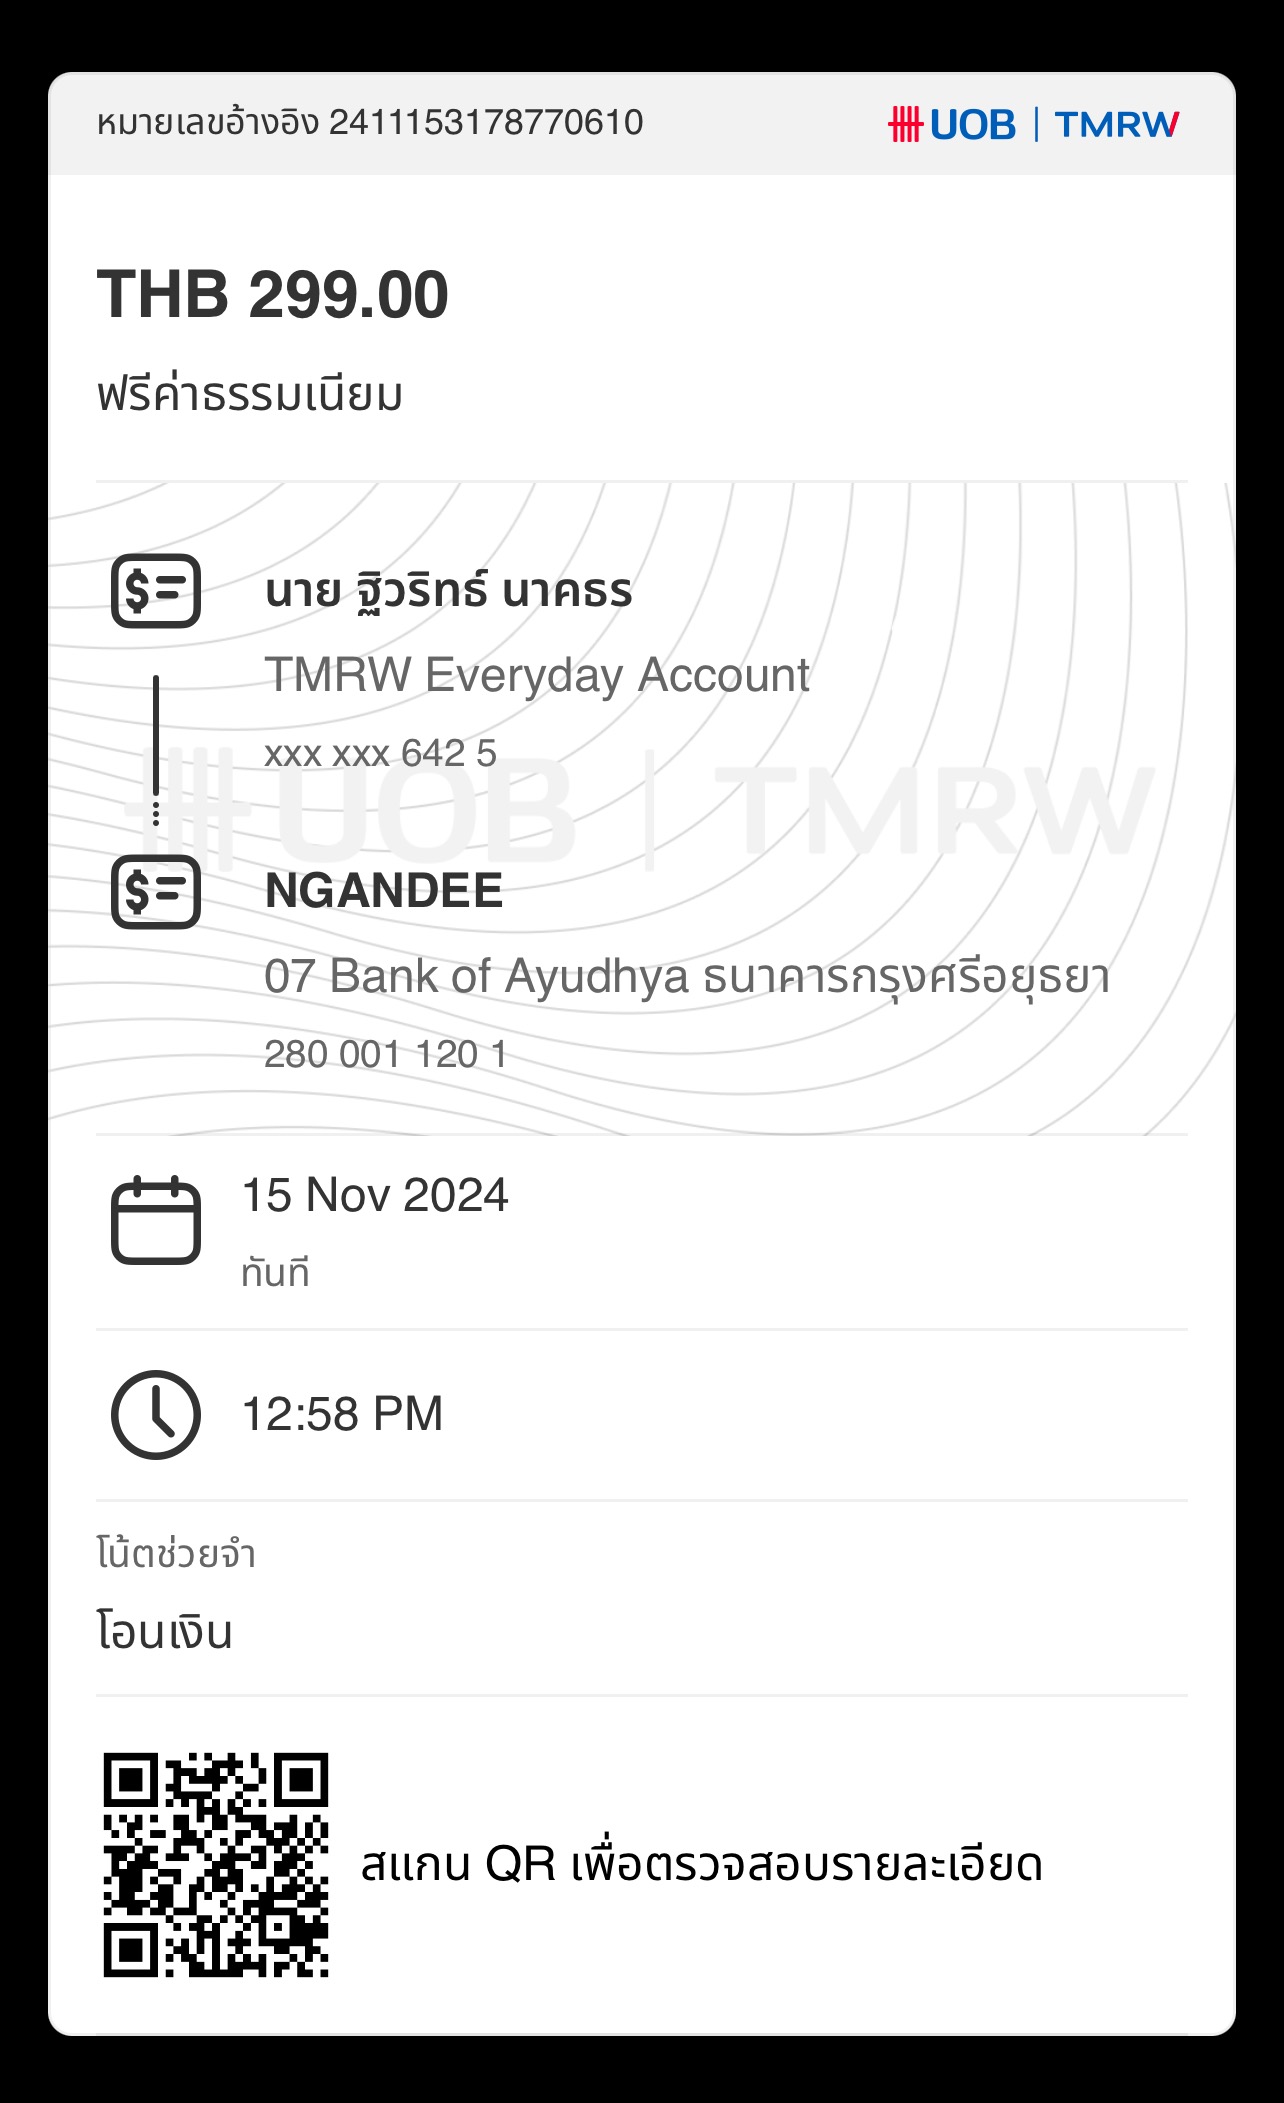 หมายเลขอ้างอิง 2411153178770610
UOB | TMRW
THB 299.00
ฟรีค่าธรรมเนียม
นาย ฐิวริทธ์ นาคธร
TMRW Everyday Account
xxx xxx 642 5
UOB | TMRW
NGANDEE
07 Bank of Ayudhya ธนาคารกรุงศรีอยุธยา
280 001 120 1
15 Nov 2024
ทันที
12:58 PM
โน้ตช่วยจำ
โอนเงิน
สแกน QR เพื่อตรวจสอบรายละเอียด